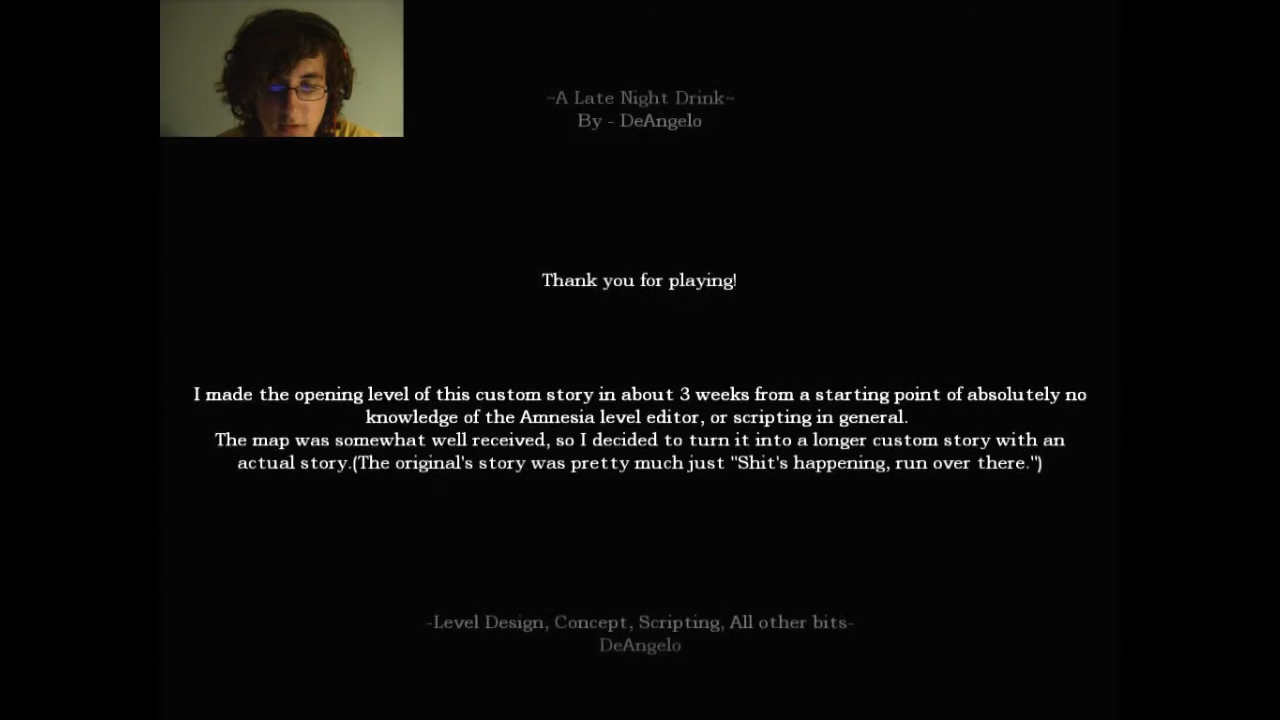 ~A Late Night Drink~
By - DeAngelo
Thank you for playing!
I made the opening level of this custom story in about 3 weeks from a starting point of absolutely no
knowledge of the Amnesia level editor, or scripting in general.
The map was somewhat well received, so I decided to turn it into a longer custom story with an
actual story.(The original's story was pretty much just "Shit's happening, run over there.")
-Level Design, Concept, Scripting, All other bits-
DeAngelo